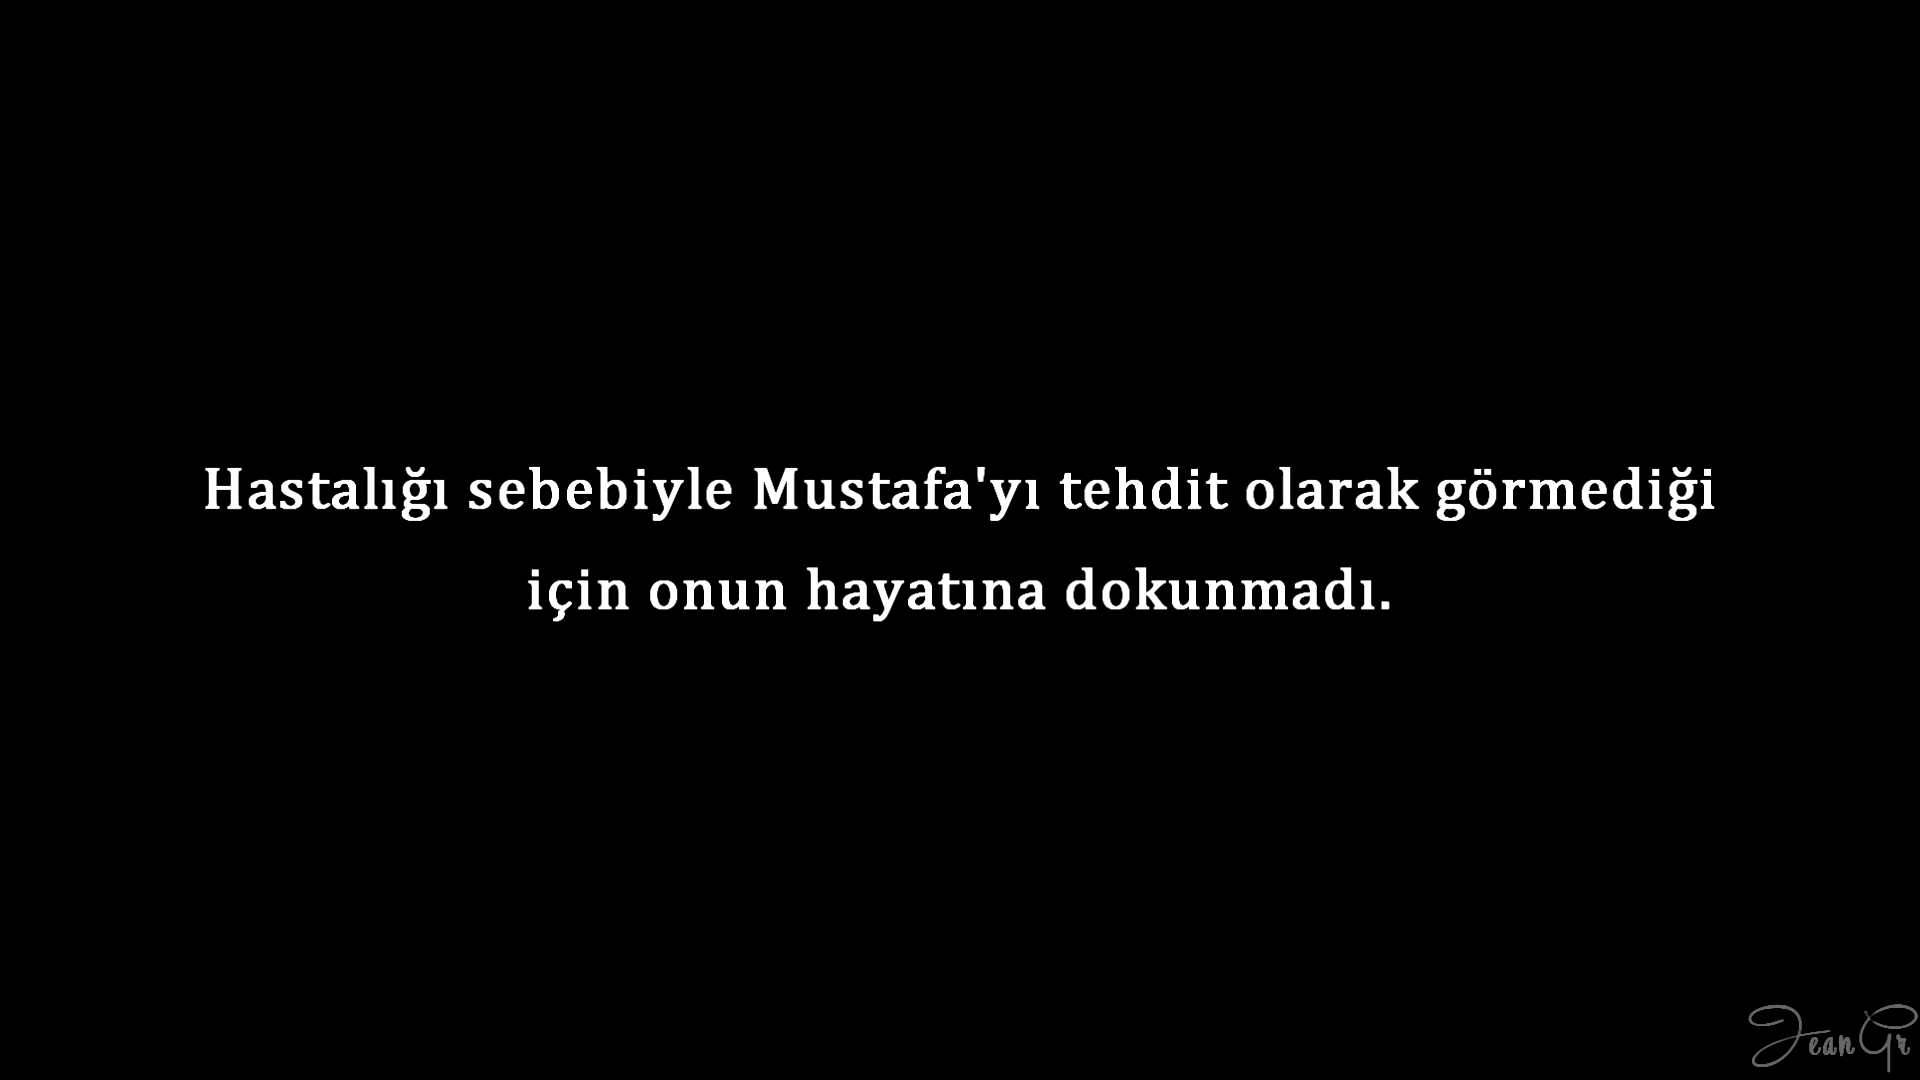 Hastalığı sebebiyle Mustafa'yı tehdit olarak görmediği
için onun hayatına dokunmadı.
JeanGr